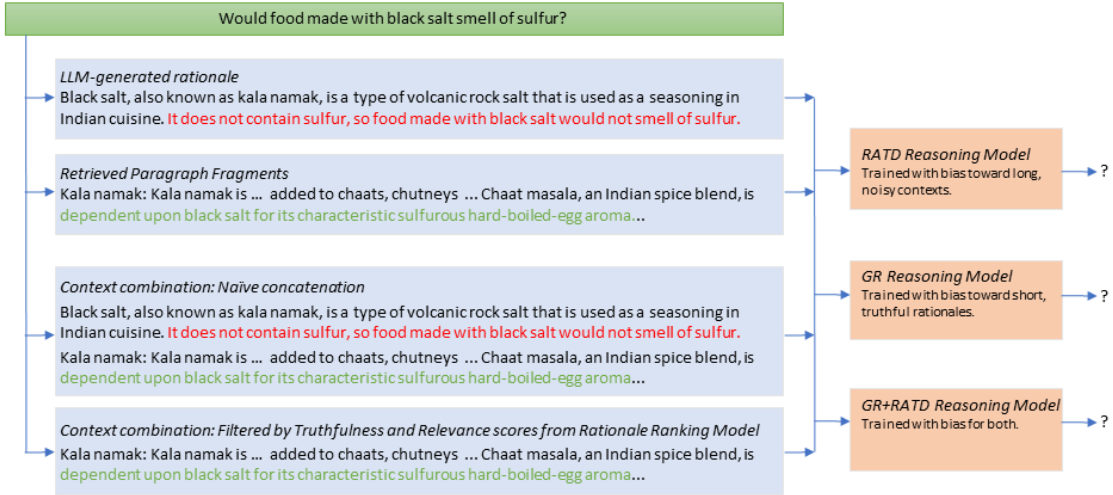 Would food made with black salt smell of sulfur?
LLM-generated rationale
Black salt, also known as kala namak, is a type of volcanic rock salt that is used as a seasoning in
Indian cuisine. It does not contain sulfur, so food made with black salt would not smell of sulfur.
Retrieved Paragraph Fragments
Kala namak: Kala namak is ... added to chaats, chutneys ... Chaat masala, an Indian spice blend, is
dependent upon black salt for its characteristic sulfurous hard-boiled-egg aroma...
Context combination: Naïve concatenation
Black salt, also known as kala namak, is a type of volcanic rock salt that is used as a seasoning in
Indian cuisine. It does not contain sulfur, so food made with black salt would not smell of sulfur.
Kala namak: Kala namak is ... added to chaats, chutneys ... Chaat masala, an Indian spice blend, is
dependent upon black salt for its characteristic sulfurous hard-boiled-egg aroma...
Context combination: Filtered by Truthfulness and Relevance scores from Rationale Ranking Model
Kala namak: Kala namak is ... added to chaats, chutneys ... Chaat masala, an Indian spice blend, is
dependent upon black salt for its characteristic sulfurous hard-boiled-egg aroma...
RATD Reasoning Model
Trained with bias toward long,
noisy contexts.
?
GR Reasoning Model
Trained with bias toward short,
truthful rationales.
?
GR+RATD Reasoning Model
Trained with bias for both.
?